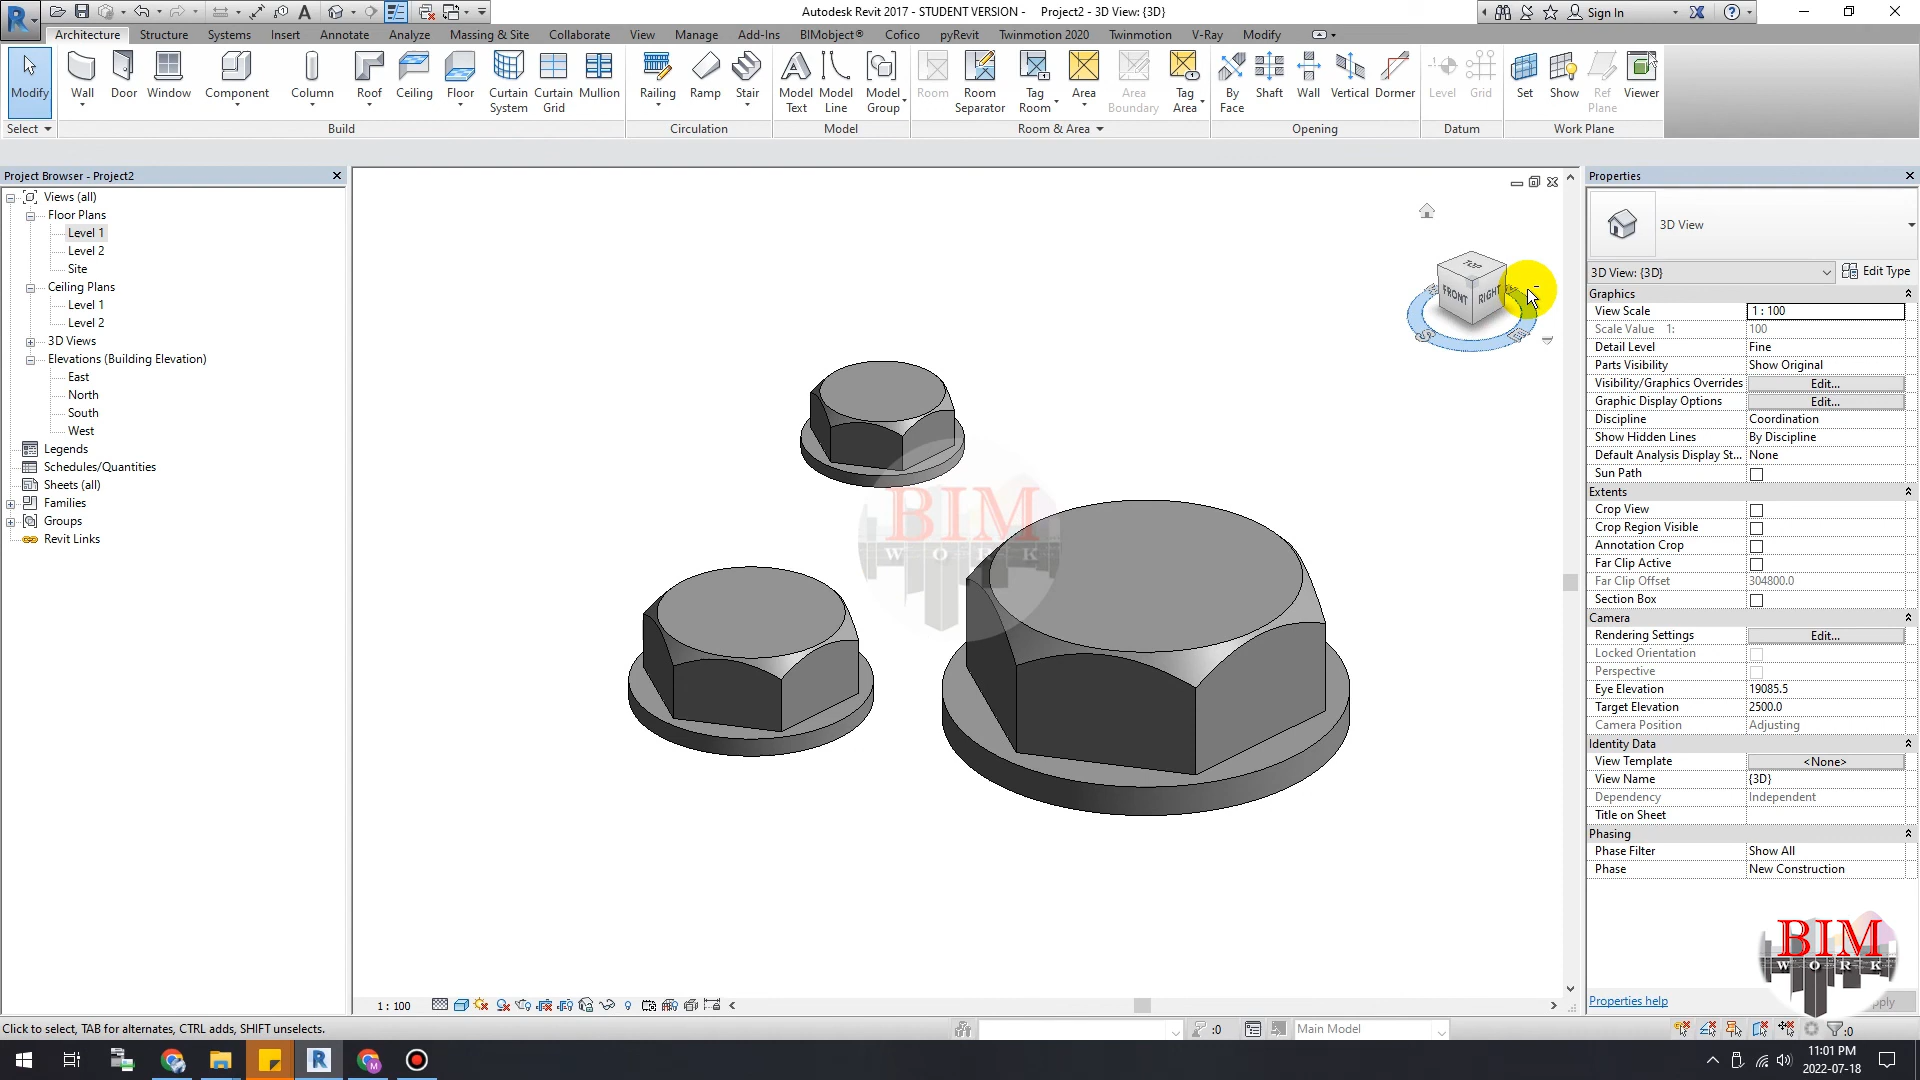 Autodesk Revit 2017 - STUDENT VERSION - Project2 - 3D View: {3D}
Sign In
Architecture Structure Systems Insert Annotate Analyze Massing & Site Collaborate View Manage Add-Ins BIMobject® Cofico pyRevit Twinmotion 2020 Twinmotion V-Ray Modify
Modify Wall Door Window Component Column Roof Ceiling Floor Curtain System Curtain Grid Mullion Railing Ramp Stair Model Text Model Line Model Group Room Room Separator Tag Room Area Area Boundary Tag Area By Face Shaft Wall Vertical Dormer Level Grid Set Show Ref Plane Viewer
Select Build Circulation Model Room & Area Opening Datum Work Plane
Project Browser - Project2
Views (all)
Floor Plans
Level 1
Level 2
Site
Ceiling Plans
Level 1
Level 2
3D Views
Elevations (Building Elevation)
East
North
South
West
Legends
Schedules/Quantities
Sheets (all)
Families
Groups
Revit Links
TOP
FRONT RIGHT
S E
BIM
WORK
Properties
3D View
3D View: {3D} Edit Type
Graphics
View Scale 1 : 100
Scale Value 1: 100
Detail Level Fine
Parts Visibility Show Original
Visibility/Graphics Overrides Edit...
Graphic Display Options Edit...
Discipline Coordination
Show Hidden Lines By Discipline
Default Analysis Display St... None
Sun Path
Extents
Crop View
Crop Region Visible
Annotation Crop
Far Clip Active
Far Clip Offset 304800.0
Section Box
Camera
Rendering Settings Edit...
Locked Orientation
Perspective
Eye Elevation 19085.5
Target Elevation 2500.0
Camera Position Adjusting
Identity Data
View Template <None>
View Name {3D}
Dependency Independent
Title on Sheet
Phasing
Phase Filter Show All
Phase New Construction
BIM
WORK
Properties help
1 : 100
Click to select, TAB for alternates, CTRL adds, SHIFT unselects.
:0 Main Model :0
11:01 PM
2022-07-18